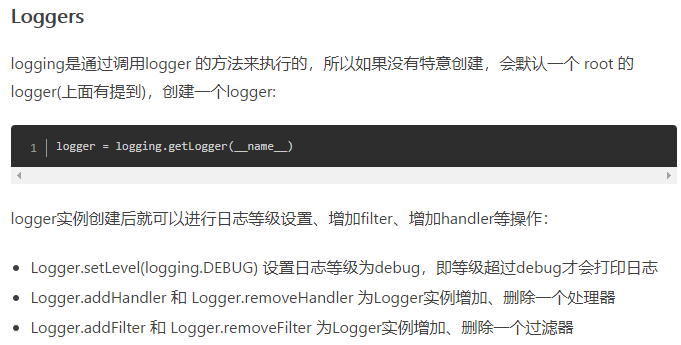 Loggers
logging是通过调用logger 的方法来执行的，所以如果没有特意创建，会默认一个 root 的
logger(上面有提到)，创建一个logger:
1 logger = logging.getLogger(__name__)
logger实例创建后就可以进行日志等级设置、增加filter、增加handler等操作：
• Logger.setLevel(logging.DEBUG) 设置日志等级为debug，即等级超过debug才会打印日志
• Logger.addHandler 和 Logger.removeHandler 为Logger实例增加、删除一个处理器
• Logger.addFilter 和 Logger.removeFilter 为Logger实例增加、删除一个过滤器